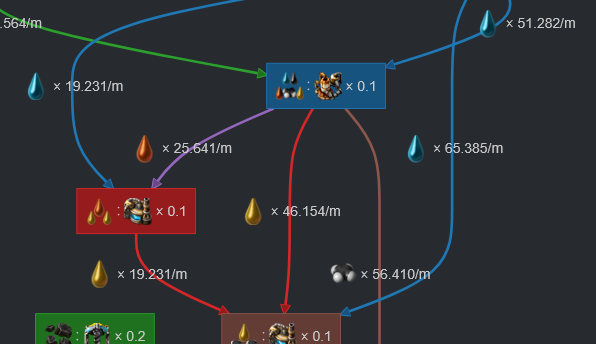 .564/m
× 51.282/m
× 19.231/m
: × 0.1
× 25.641/m
× 65.385/m
: × 0.1
× 46.154/m
× 19.231/m
× 56.410/m
: × 0.2
: × 0.1